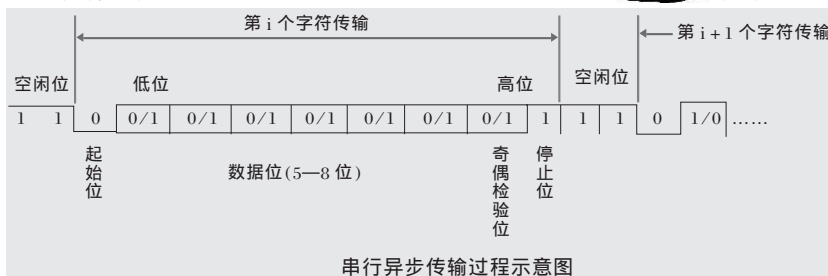 第 i 个字符传输
第 i + 1 个字符传输
空闲位 低位 高位 空闲位
1 1 0 0/1 0/1 0/1 0/1 0/1 0/1 0/1 1 1 1 0 1/0 ……
起始位
数据位(5—8 位)
奇偶检验位
停止位
串行异步传输过程示意图